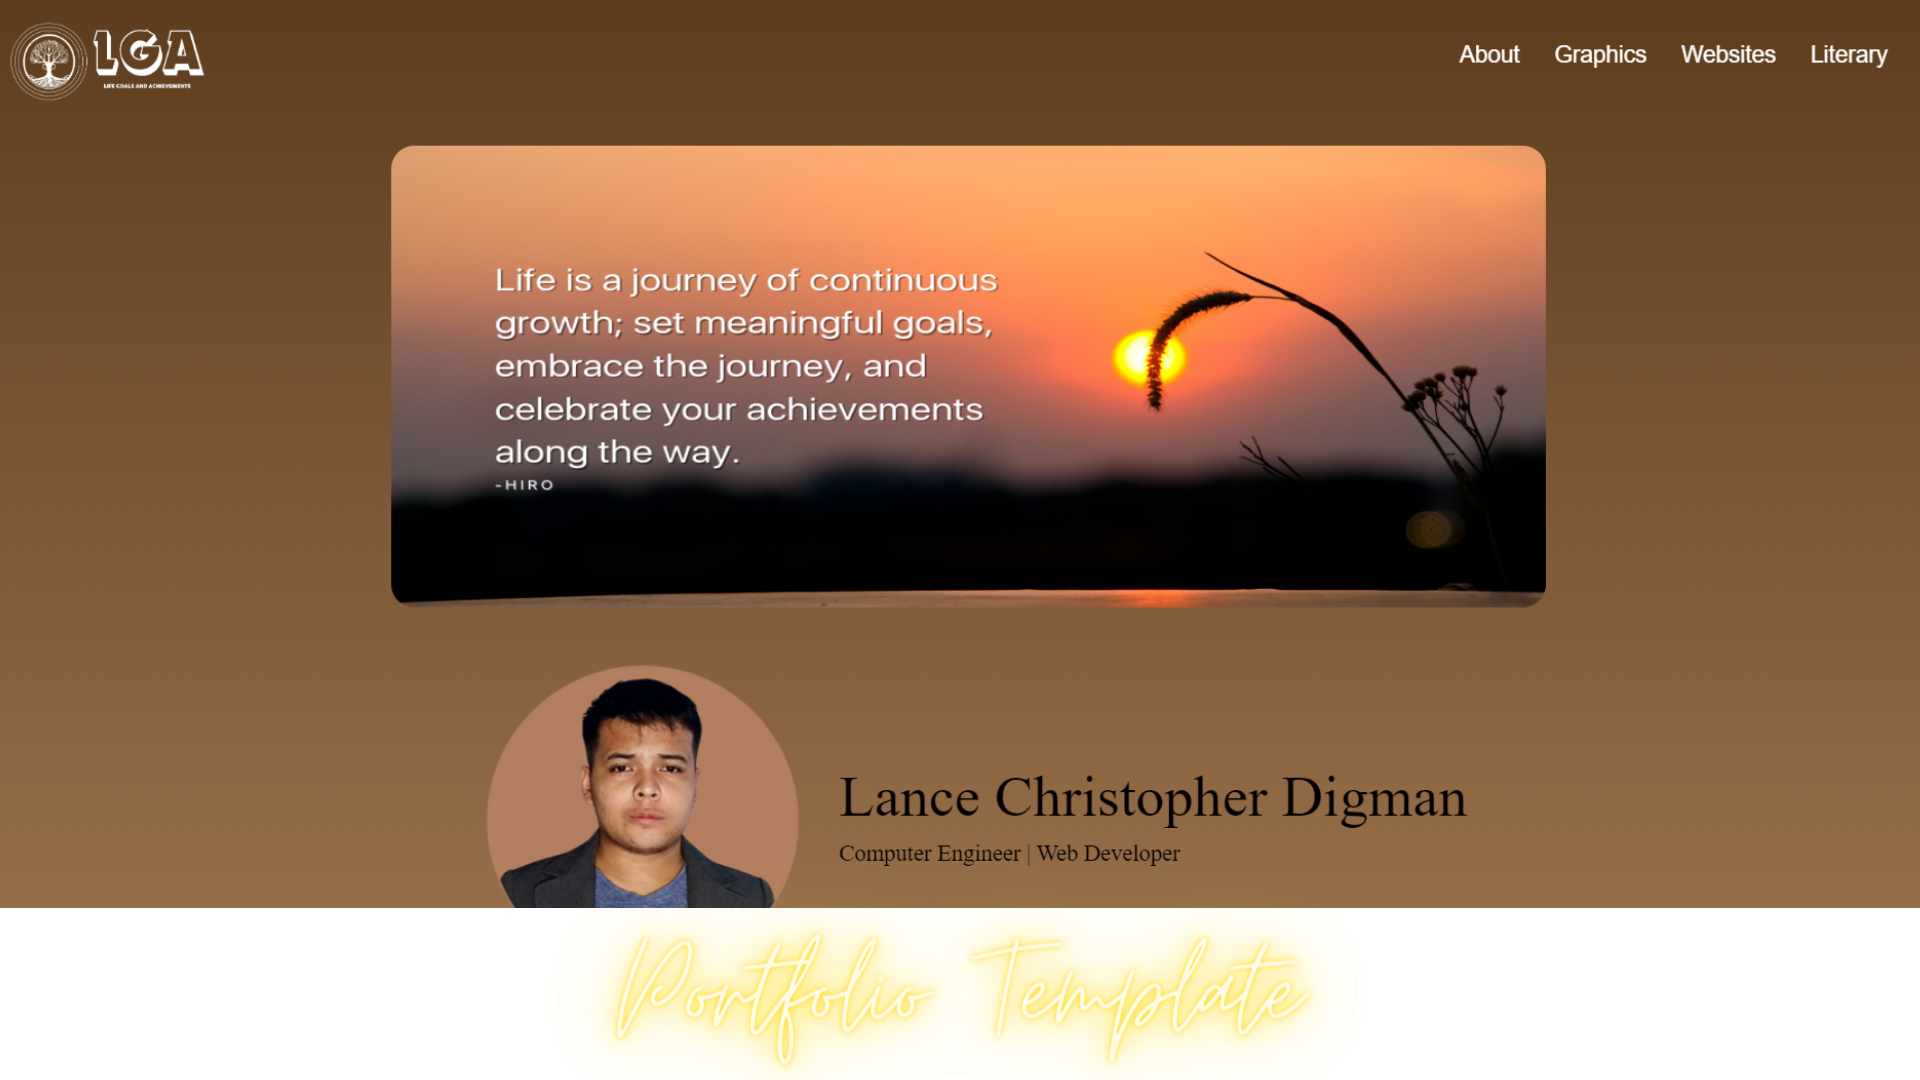 LGA
LIFE GOALS AND ACHIEVEMENTS
About Graphics Websites Literary
Life is a journey of continuous
growth; set meaningful goals,
embrace the journey, and
celebrate your achievements
along the way.
-HIRO
Lance Christopher Digman
Computer Engineer | Web Developer
Portfolio Template